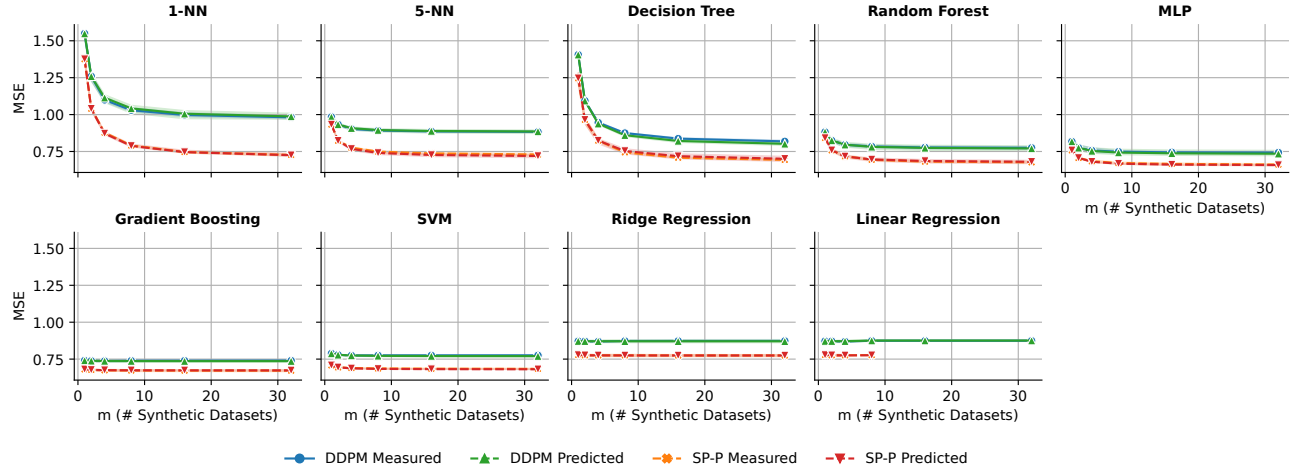 1-NN
5-NN
Decision Tree
Random Forest
MLP
MSE
1.50
1.25
1.00
0.75
0 10 20 30
m (# Synthetic Datasets)
Gradient Boosting
SVM
Ridge Regression
Linear Regression
MSE
1.50
1.25
1.00
0.75
0 10 20 30
0 10 20 30
0 10 20 30
0 10 20 30
m (# Synthetic Datasets)
m (# Synthetic Datasets)
m (# Synthetic Datasets)
m (# Synthetic Datasets)
DDPM Measured
DDPM Predicted
SP-P Measured
SP-P Predicted